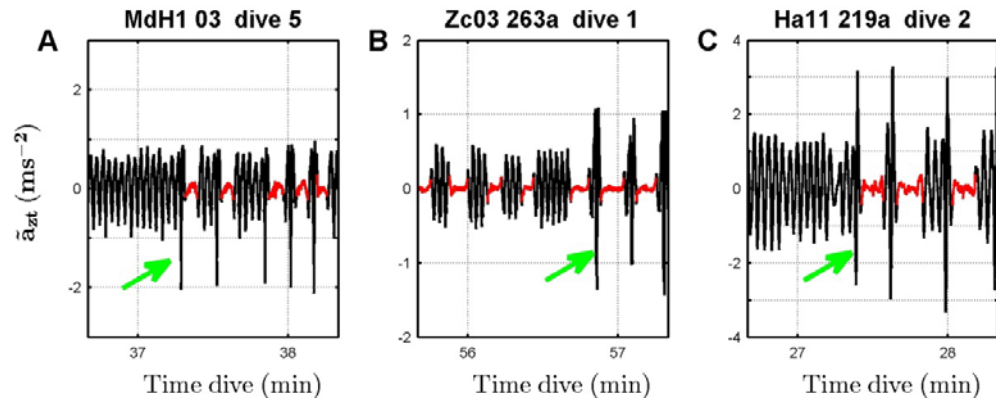 A MdH1 03 dive 5
B Zc03 263a dive 1
C Ha11 219a dive 2
ã_zt (ms⁻²)
2
0
-2
37 38
Time dive (min)
2
1
0
-1
-2
56 57
Time dive (min)
4
2
0
-2
-4
27 28
Time dive (min)